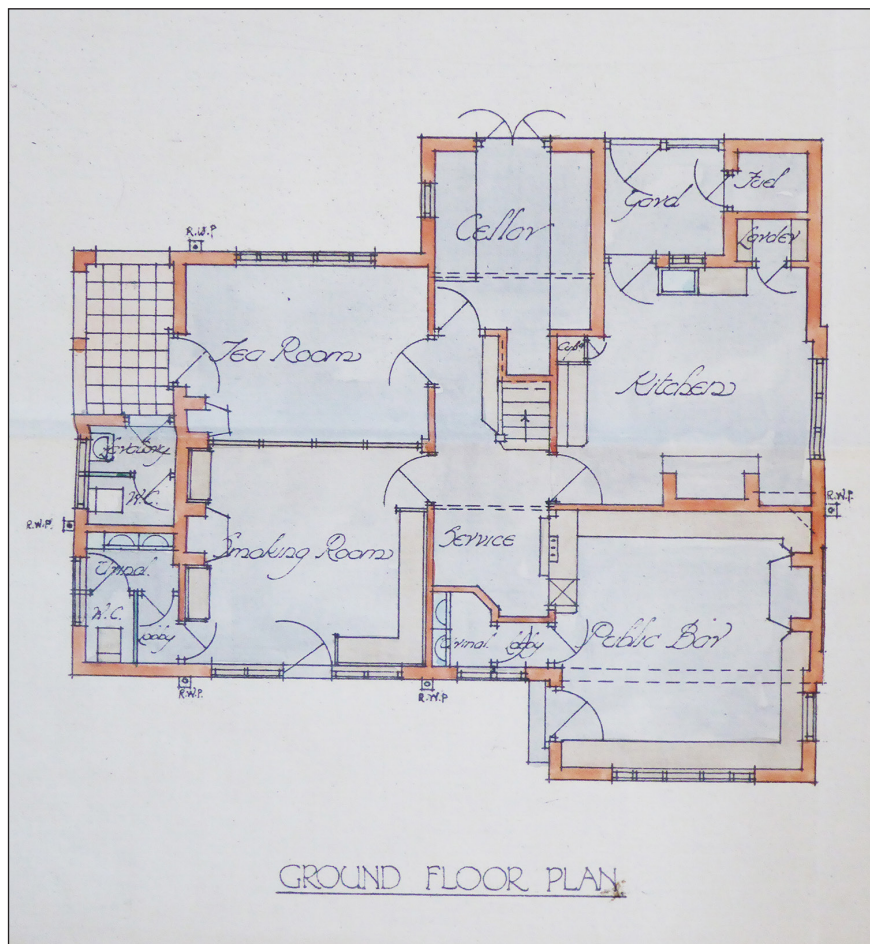 R.W.P.
Cellar
Yard
Fuel
Larder
Tea Room
Cupd
Kitchen
W.C.
R.W.P.
R.W.P.
Smoking Room
Service
Urinal
W.C.
Lobby
Urinal
Lobby
Public Bar
R.W.P.
R.W.P
GROUND FLOOR PLAN